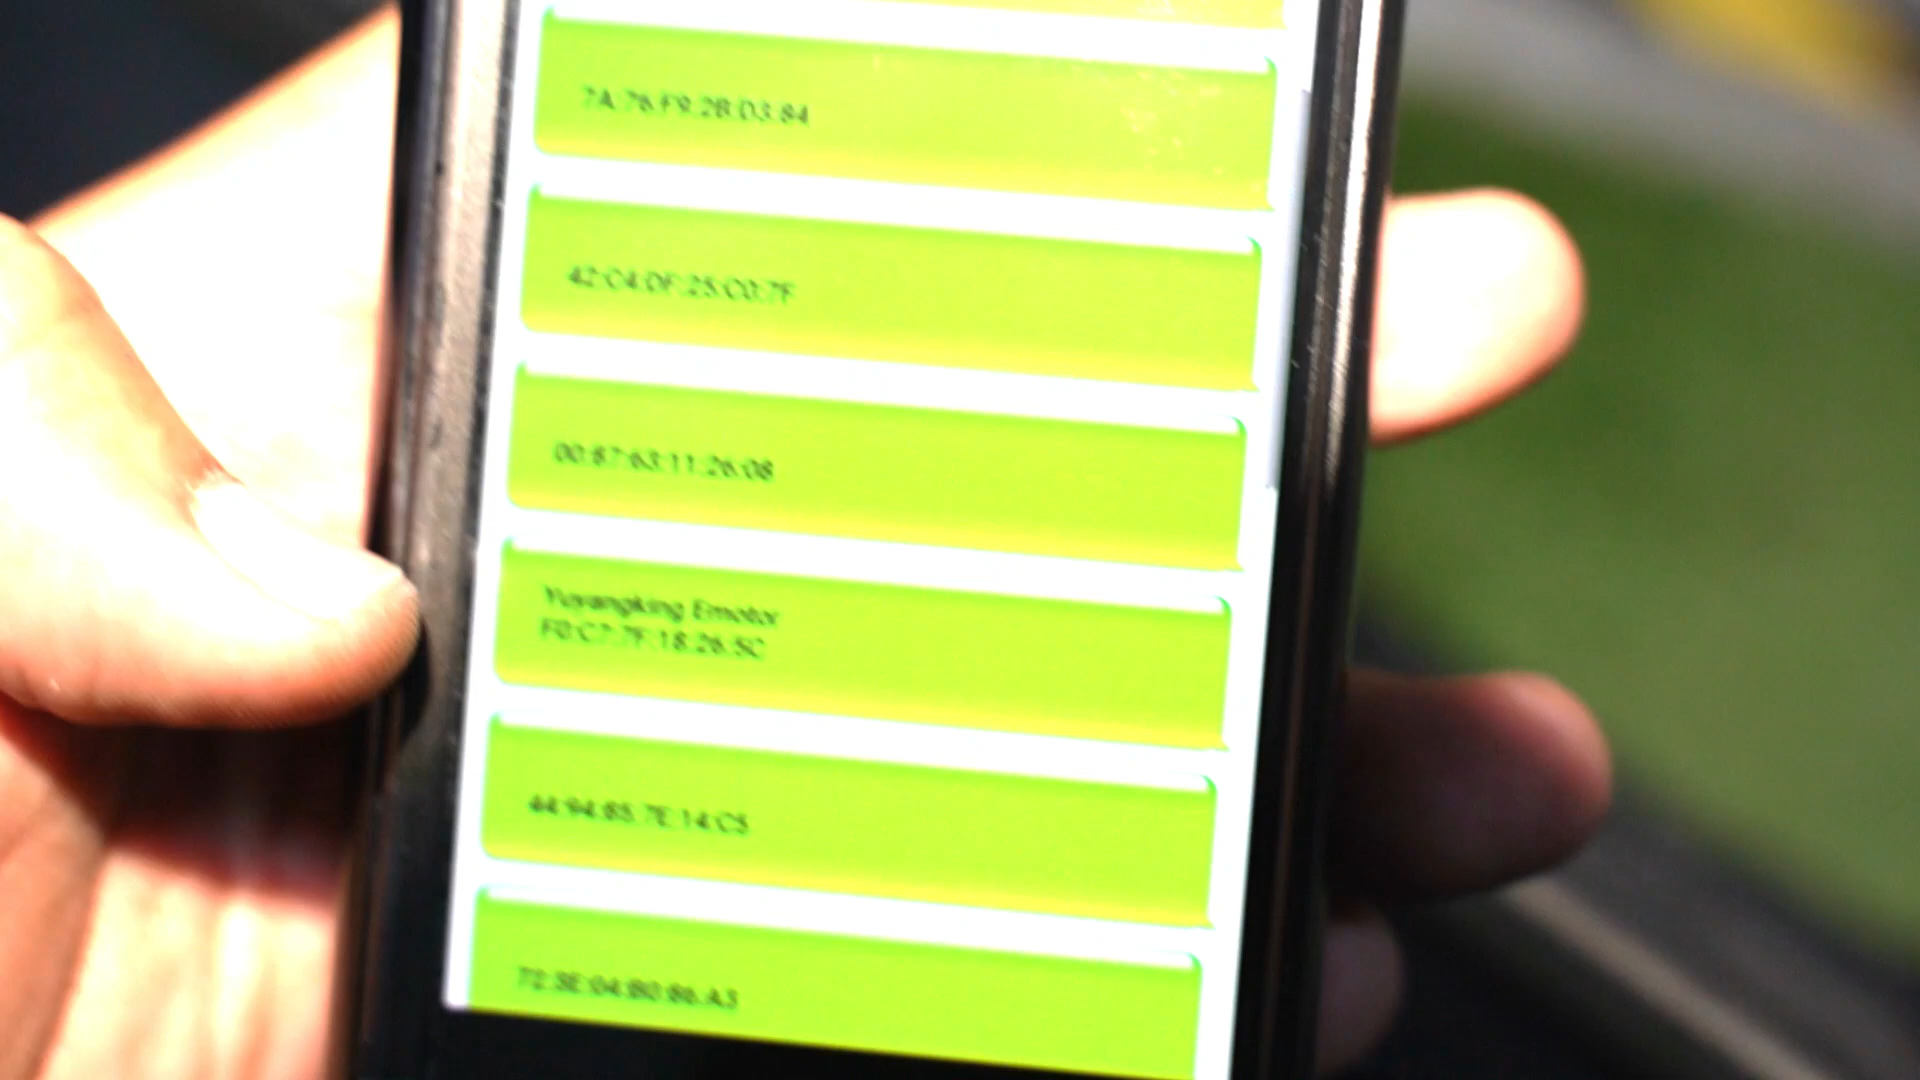 7A:76:F9:2B:D3:84
42:C4:0F:25:C0:7F
00:87:63:11:26:08
Yuyangking Emotor
F0:C7:7F:18:26:5C
44:94:85:7E:14:C5
72:3E:04:B0:86:A3